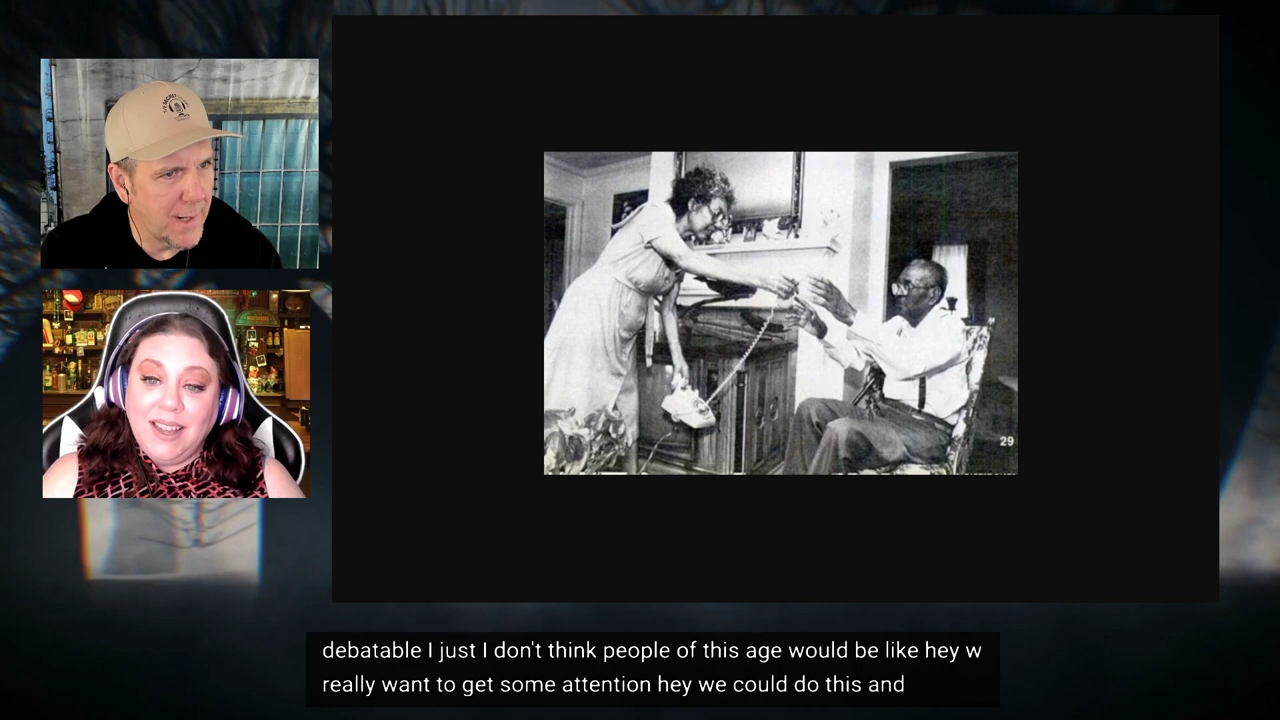 29
debatable I just I don't think people of this age would be like hey w
really want to get some attention hey we could do this and